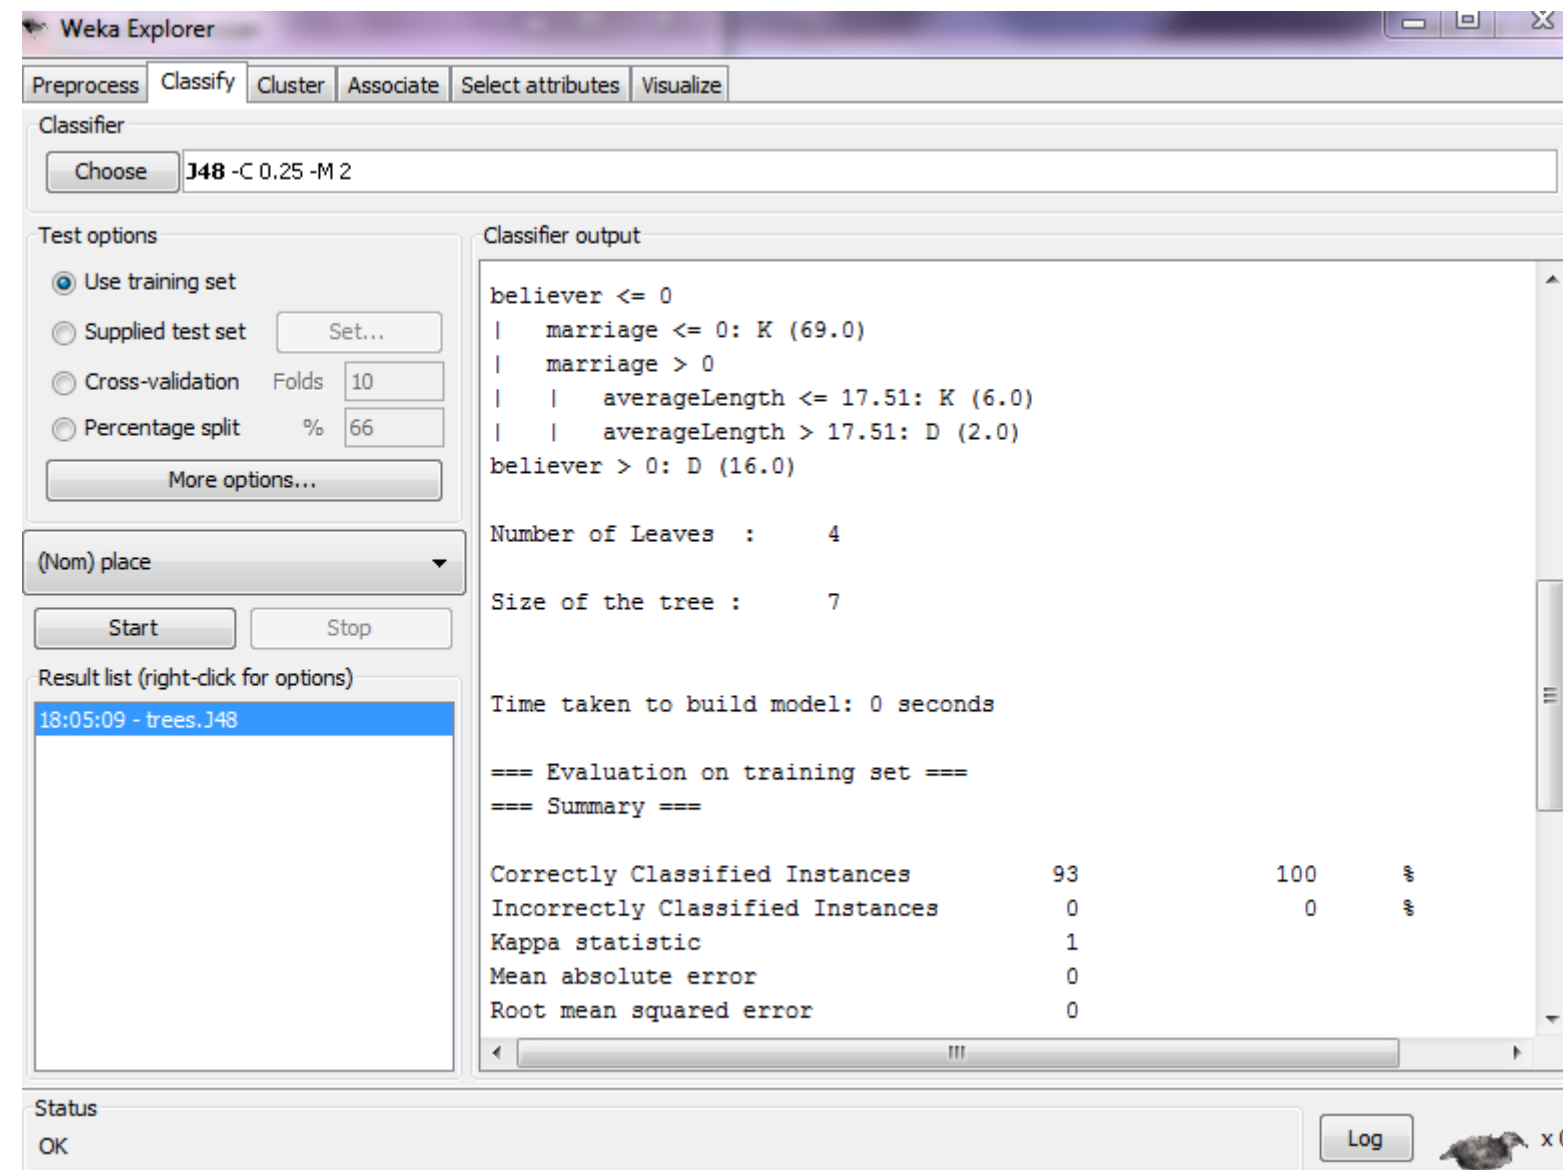 Weka Explorer
Preprocess Classify Cluster Associate Select attributes Visualize
Classifier
Choose J48 -C 0.25 -M 2
Test options
Use training set
Supplied test set Set...
Cross-validation Folds 10
Percentage split % 66
More options...
(Nom) place
Start Stop
Result list (right-click for options)
18:05:09 - trees.J48
Classifier output
believer <= 0
|   marriage <= 0: K (69.0)
|   marriage > 0
|   |   averageLength <= 17.51: K (6.0)
|   |   averageLength > 17.51: D (2.0)
believer > 0: D (16.0)
Number of Leaves  :     4
Size of the tree :      7
Time taken to build model: 0 seconds
=== Evaluation on training set ===
=== Summary ===
Correctly Classified Instances          93              100      %
Incorrectly Classified Instances         0                0      %
Kappa statistic                          1
Mean absolute error                      0
Root mean squared error                  0
Status
OK
Log
x